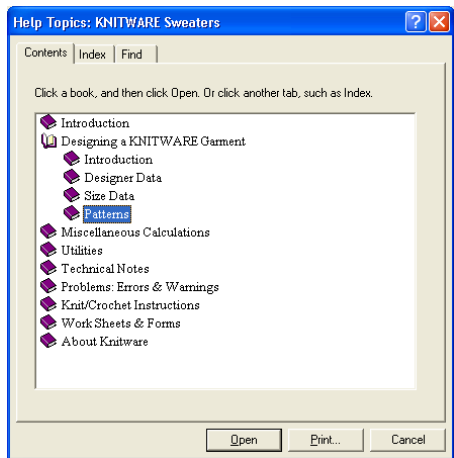 Help Topics: KNITWARE Sweaters
Contents Index Find
Click a book, and then click Open. Or click another tab, such as Index.
Introduction
Designing a KNITWARE Garment
Introduction
Designer Data
Size Data
Patterns
Miscellaneous Calculations
Utilities
Technical Notes
Problems: Errors & Warnings
Knit/Crochet Instructions
Work Sheets & Forms
About Knitware
Open Print... Cancel